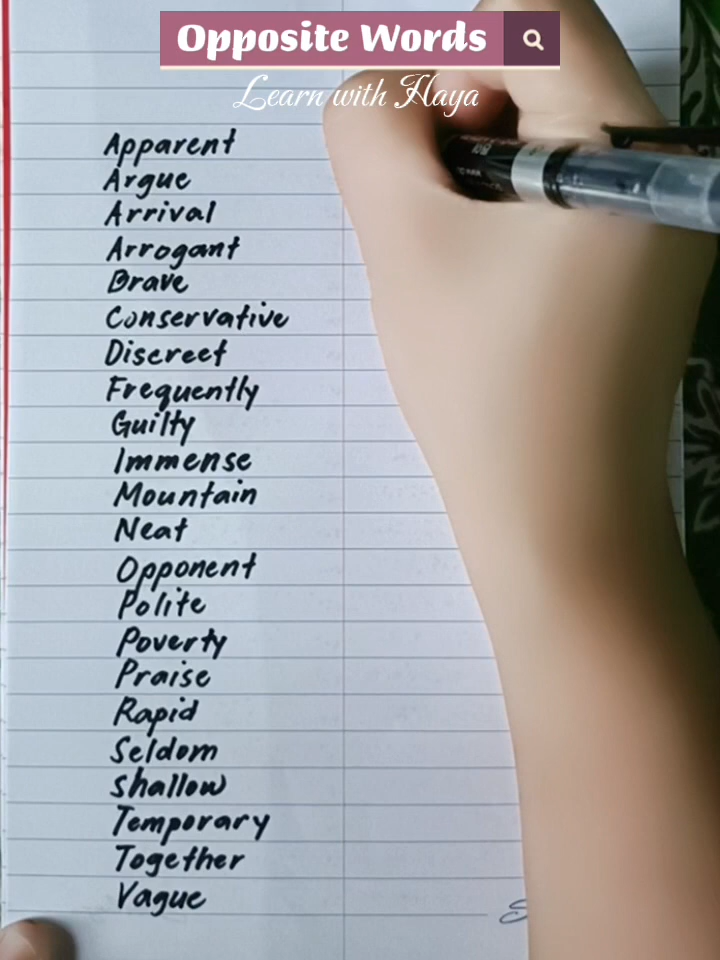 Opposite Words
Learn with Haya
Apparent
Argue
Arrival
Arrogant
Brave
Conservative
Discreet
Frequently
Guilty
Immense
Mountain
Neat
Opponent
Polite
Poverty
Praise
Rapid
Seldom
Shallow
Temporary
Together
Vague